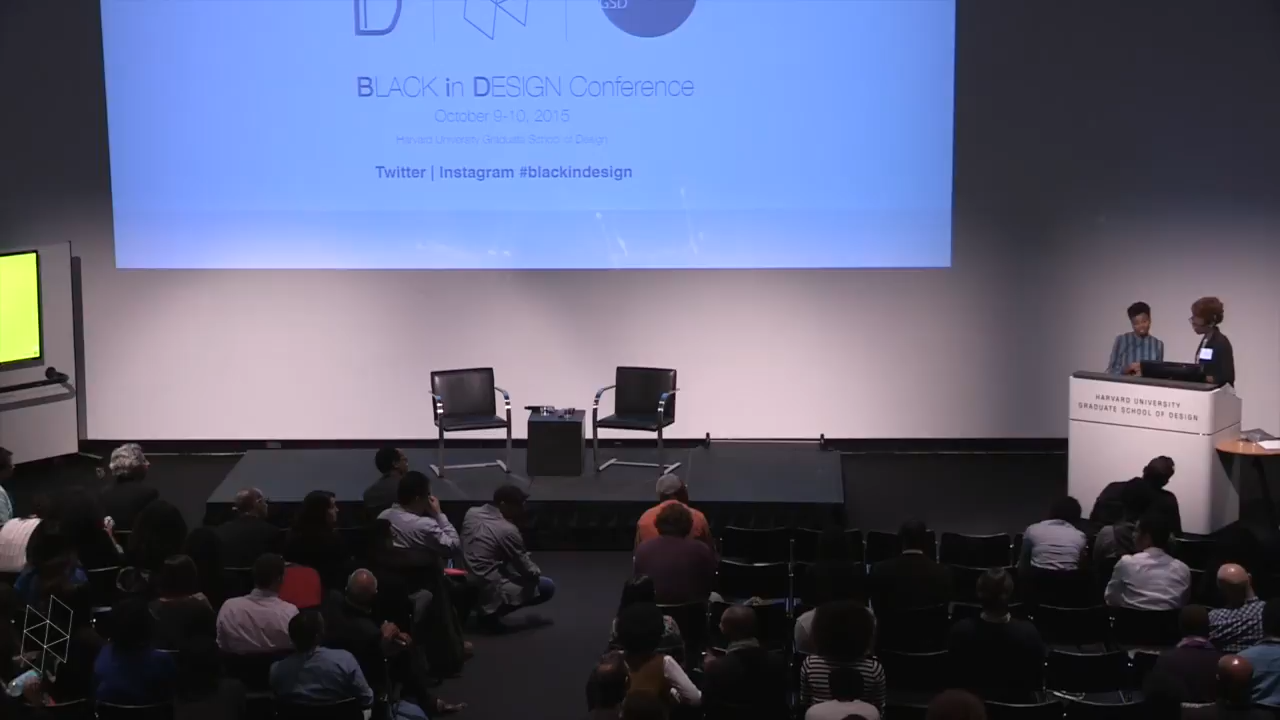 GSD
BLACK in DESIGN Conference
October 9-10, 2015
Harvard University Graduate School of Design
Twitter | Instagram #blackindesign
HARVARD UNIVERSITY
GRADUATE SCHOOL OF DESIGN